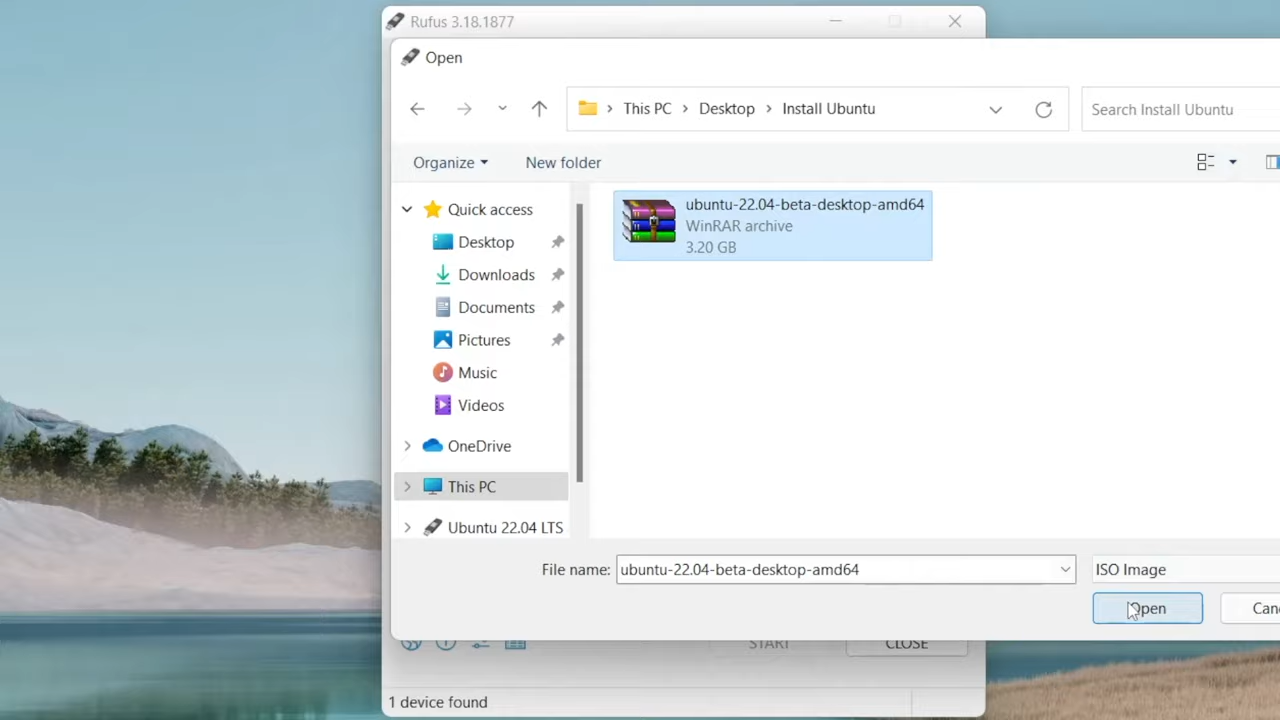 Rufus 3.18.1877
Open
This PC > Desktop > Install Ubuntu
Search Install Ubuntu
Organize
New folder
Quick access
Desktop
Downloads
Documents
Pictures
Music
Videos
OneDrive
This PC
Ubuntu 22.04 LTS
ubuntu-22.04-beta-desktop-amd64
WinRAR archive
3.20 GB
File name: ubuntu-22.04-beta-desktop-amd64
ISO Image
Open
Can
START
CLOSE
1 device found